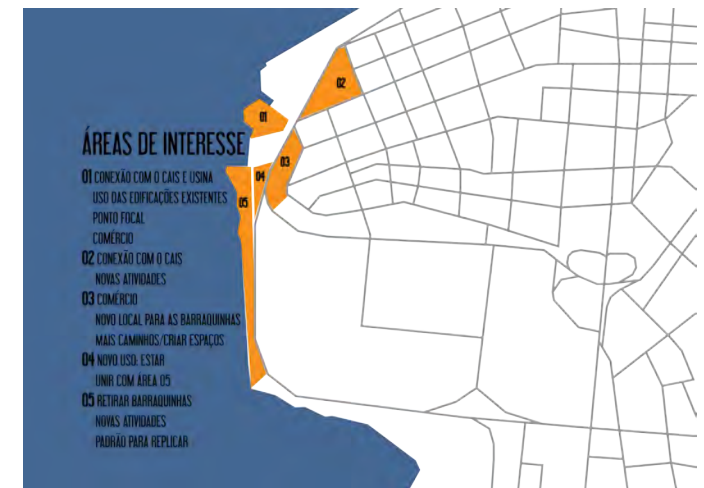 ÁREAS DE INTERESSE
01 CONEXÃO COM O CAIS E USINA
USO DAS EDIFICAÇÕES EXISTENTES
PONTO FOCAL
COMÉRCIO
02 CONEXÃO COM O CAIS
NOVAS ATIVIDADES
03 COMÉRCIO
NOVO LOCAL PARA AS BARRAQUINHAS
MAIS CAMINHOS/CRIAR ESPAÇOS
04 NOVO USO: ESTAR
UNIR COM ÁREA 05
05 RETIRAR BARRAQUINHAS
NOVAS ATIVIDADES
PADRÃO PARA REPLICAR
02
01
03
04
05